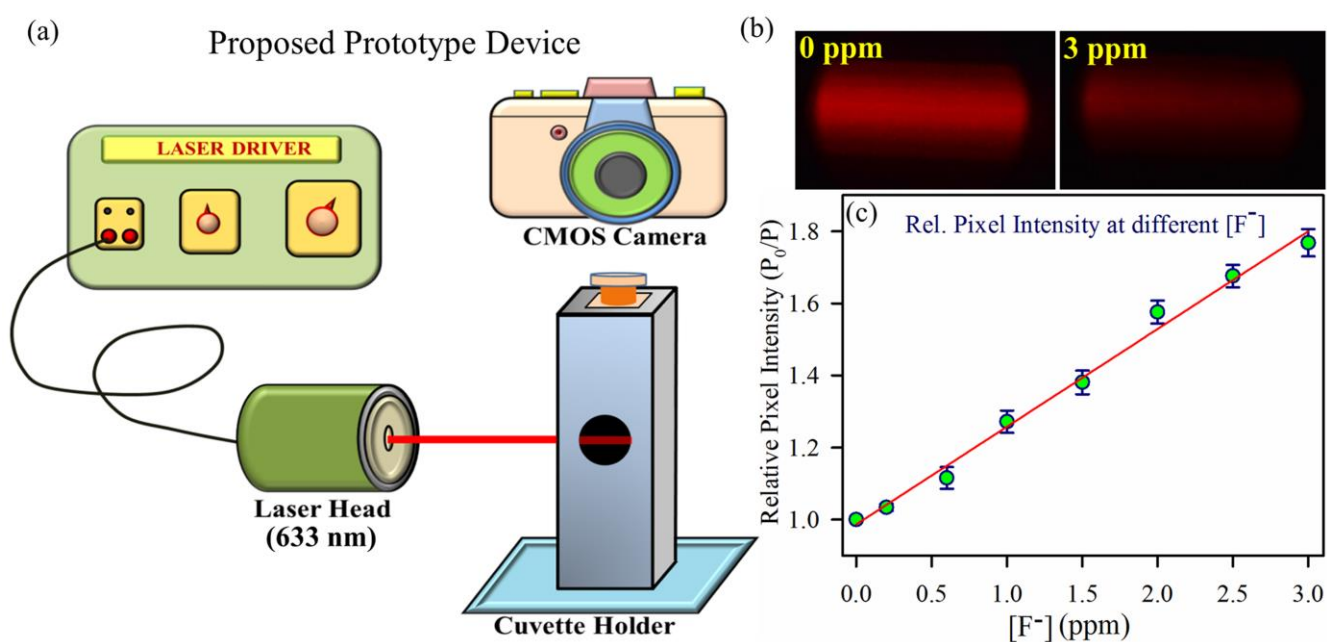 (a)
Proposed Prototype Device
LASER DRIVER
CMOS Camera
Laser Head
(633 nm)
Cuvette Holder
(b)
0 ppm
3 ppm
(c)
Rel. Pixel Intensity at different [F⁻]
Relative Pixel Intensity (P₀/P)
1.8
1.6
1.4
1.2
1.0
0.0 0.5 1.0 1.5 2.0 2.5 3.0
[F⁻] (ppm)